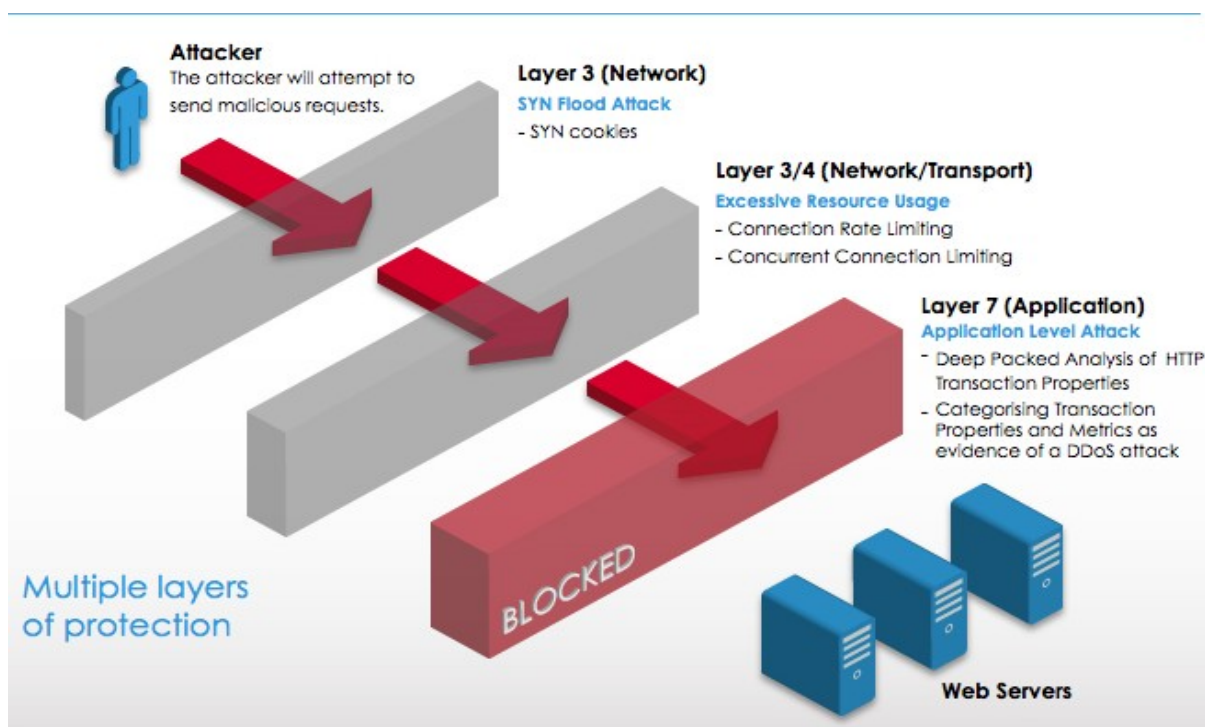 Attacker
The attacker will attempt to
send malicious requests.
Layer 3 (Network)
SYN Flood Attack
- SYN cookies
Layer 3/4 (Network/Transport)
Excessive Resource Usage
- Connection Rate Limiting
- Concurrent Connection Limiting
Layer 7 (Application)
Application Level Attack
- Deep Packed Analysis of HTTP
Transaction Properties
- Categorising Transaction
Properties and Metrics as
evidence of a DDoS attack
BLOCKED
Multiple layers
of protection
Web Servers